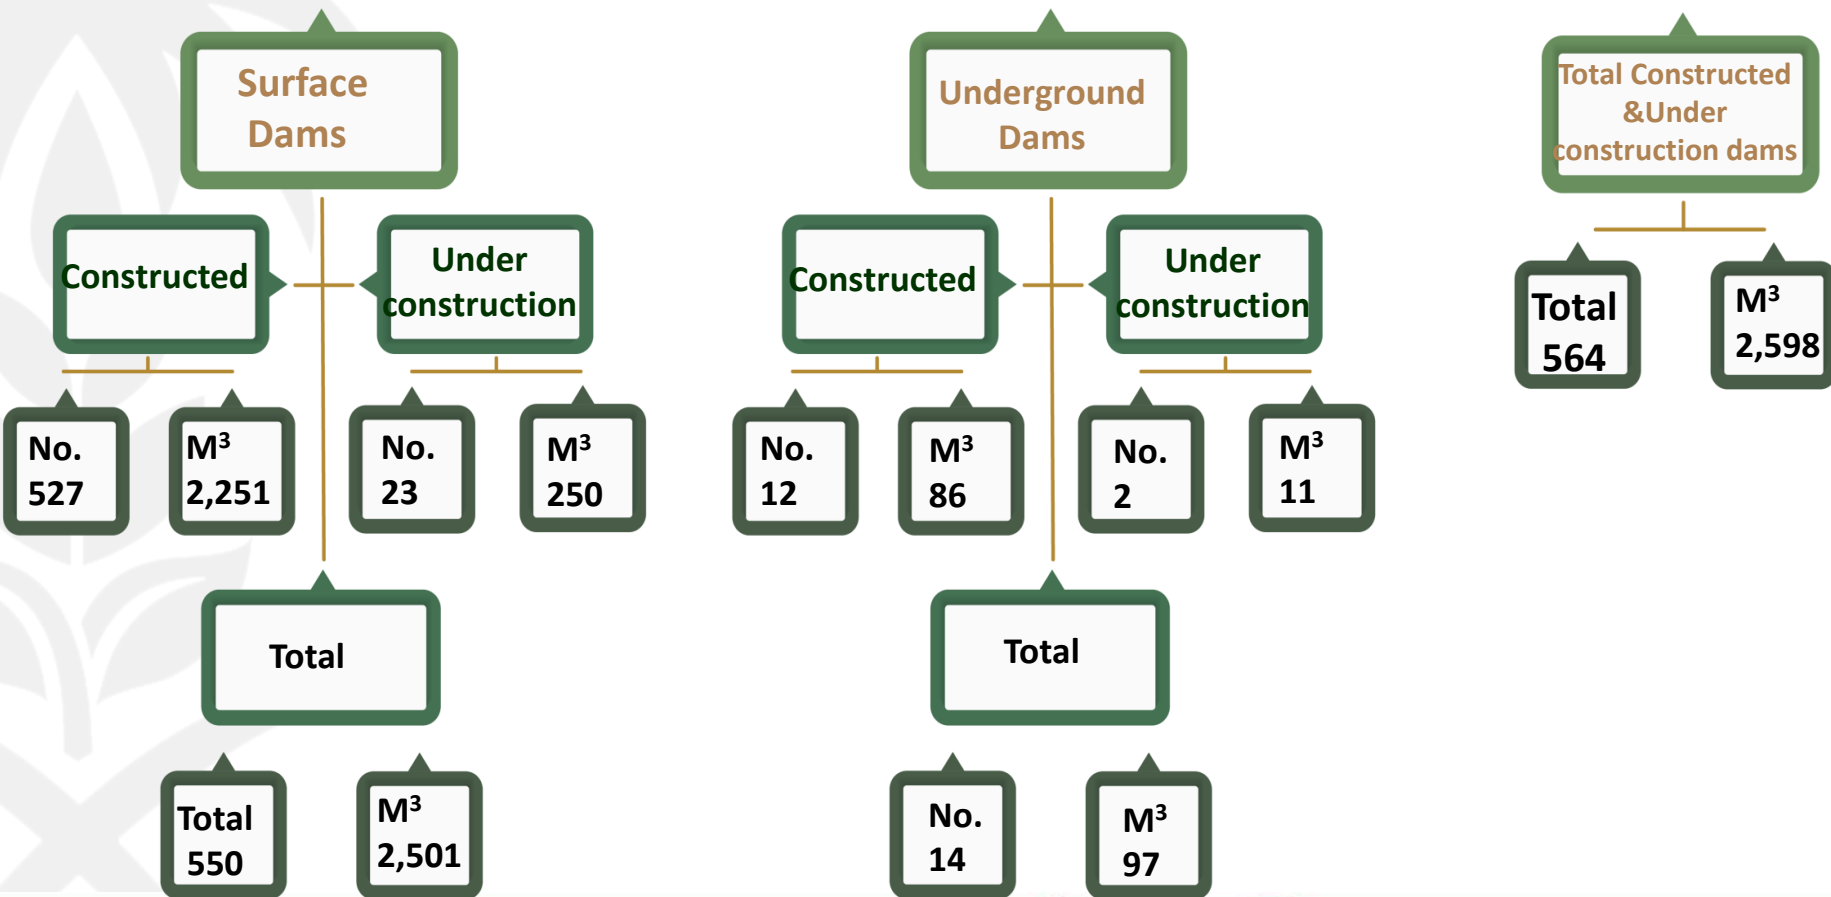 Surface
Dams
Constructed
Under
construction
No.
527
M³
2,251
No.
23
M³
250
Total
Total
550
M³
2,501
Underground
Dams
Constructed
Under
construction
No.
12
M³
86
No.
2
M³
11
Total
No.
14
M³
97
Total Constructed
&Under
construction dams
Total
564
M³
2,598